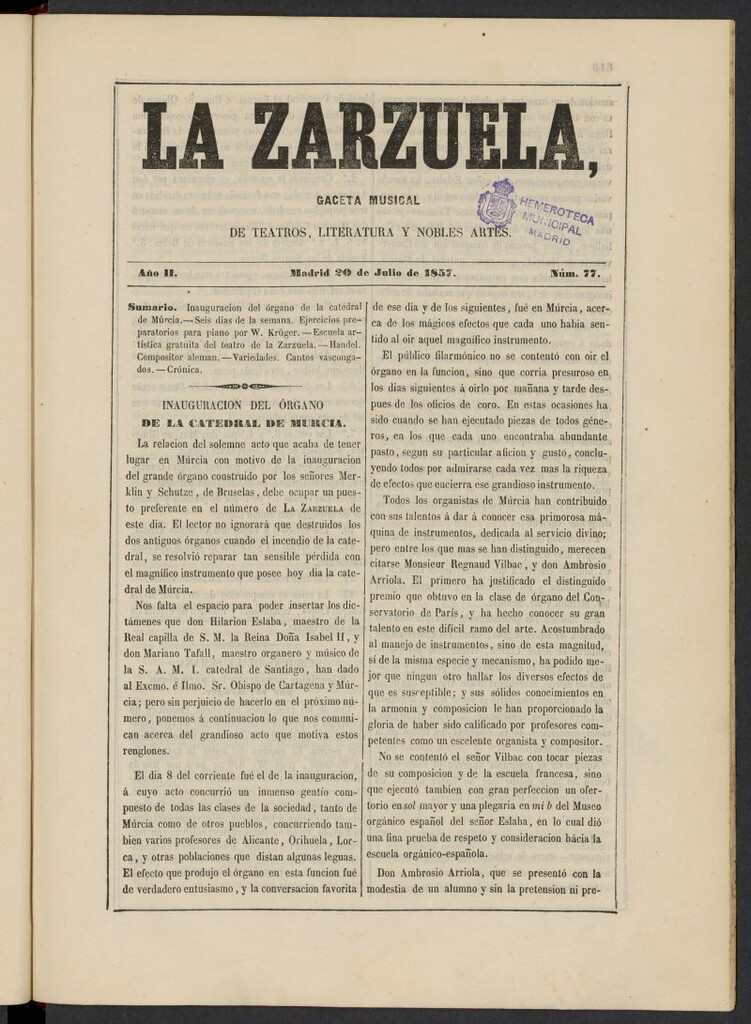 LA ZARZUELA,
GACETA MUSICAL
DE TEATROS, LITERATURA Y NOBLES ARTES.
HEMEROTECA
MUNICIPAL
MADRID
Año II.
Madrid 20 de Julio de 1857.
Núm. 77.
Sumario. Inauguracion del órgano de la catedral
de Múrcia.—Seis dias de la semana. Ejercicios pre-
paratorios para piano por W. Krüger.—Escuela ar-
tística gratuita del teatro de la Zarzuela.—Handel.
Compositor aleman.—Variedades. Cantos vasconga-
dos.—Crónica.
INAUGURACION DEL ÓRGANO
DE LA CATEDRAL DE MURCIA.
La relacion del solemne acto que acaba de tener
lugar en Múrcia con motivo de la inauguracion
del grande órgano construido por los señores Mer-
klin y Schutze, de Bruselas, debe ocupar un pues-
to preferente en el número de LA ZARZUELA de
este dia. El lector no ignorará que destruidos los
dos antiguos órganos cuando el incendio de la cate-
dral, se resolvió reparar tan sensible pérdida con
el magnífico instrumento que posee hoy dia la cate-
dral de Múrcia.
Nos falta el espacio para poder insertar los dic-
támenes que don Hilarion Eslaba, maestro de la
Real capilla de S. M. la Reina Doña Isabel II, y
don Mariano Tafall, maestro organero y músico de
la S. A. M. I. catedral de Santiago, han dado
al Excmo. é Ilmo. Sr. Obispo de Cartagena y Múr-
cia; pero sin perjuicio de hacerlo en el próximo nú-
mero, ponemos á continuacion lo que nos comuni-
can acerca del grandioso acto que motiva estos
renglones.
El dia 8 del corriente fué el de la inauguracion,
á cuyo acto concurrió un inmenso gentío com-
puesto de todas las clases de la sociedad, tanto de
Múrcia como de otros pueblos, concurriendo tam-
bien varios profesores de Alicante, Orihuela, Lor-
ca, y otras poblaciones que distan algunas leguas.
El efecto que produjo el órgano en esta funcion fué
de verdadero entusiasmo, y la conversacion favorita
de ese dia y de los siguientes, fué en Múrcia, acer-
ca de los mágicos efectos que cada uno habia sen-
tido al oir aquel magnífico instrumento.
El público filarmónico no se contentó con oir el
órgano en la funcion, sino que corria presuroso en
los dias siguientes á oirlo por mañana y tarde des-
pues de los oficios de coro. En estas ocasiones ha
sido cuando se han ejecutado piezas de todos géne-
ros, en los que cada uno encontraba abundante
pasto, segun su particular aficion y gusto, conclu-
yendo todos por admirarse cada vez mas la riqueza
de efectos que encierra ese grandioso instrumento.
Todos los organistas de Múrcia han contribuido
con sus talentos á dar á conocer esa primorosa má-
quina de instrumentos, dedicada al servicio divino;
pero entre los que mas se han distinguido, merecen
citarse Monsieur Regnaud Vilbac, y don Ambrosio
Arriola. El primero ha justificado el distinguido
premio que obtuvo en la clase de órgano del Con-
servatorio de París, y ha hecho conocer su gran
talento en este difícil ramo del arte. Acostumbrado
al manejo de instrumentos, sino de esta magnitud,
sí de la misma especie y mecanismo, ha podido me-
jor que ningun otro hallar los diversos efectos de
que es susceptible; y sus sólidos conocimientos en
la armonía y composicion le han proporcionado la
gloria de haber sido calificado por profesores com-
petentes como un escelente organista y compositor.
No se contentó el señor Vilbac con tocar piezas
de su composicion y de la escuela francesa, sino
que ejecutó tambien con gran perfeccion un ofer-
torio en sol mayor y una plegaria en mi b del Museo
orgánico español del señor Eslaba, en lo cual dió
una fina prueba de respeto y consideracion hácia la
escuela orgánico-española.
Don Ambrosio Arriola, que se presentó con la
modestia de un alumno y sin la pretension ni pre-